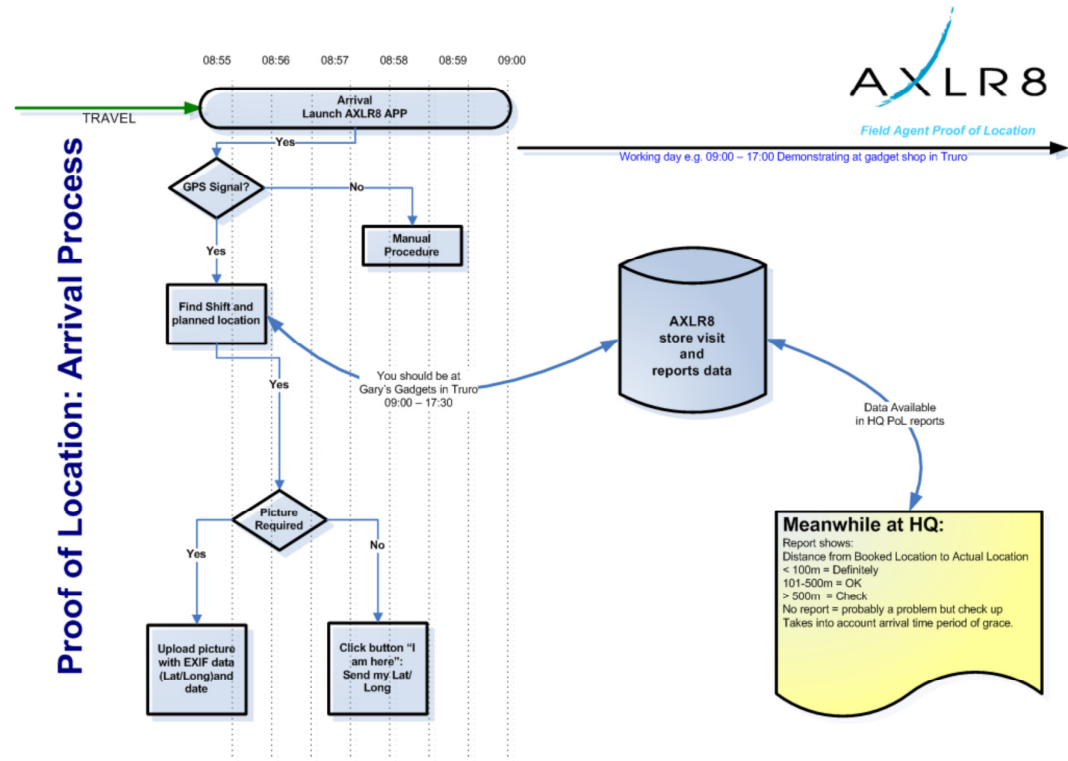 08:55 08:56 08:57 08:58 08:59 09:00
AXLR8
Field Agent Proof of Location
TRAVEL
Arrival
Launch AXLR8 APP
Working day e.g. 09:00 – 17:00 Demonstrating at gadget shop in Truro
Proof of Location: Arrival Process
Yes
GPS Signal?
No
Manual
Procedure
Yes
Find Shift and
planned location
You should be at
Gary's Gadgets in Truro
09:00 – 17:30
AXLR8
store visit
and
reports data
Data Available
in HQ PoL reports
Yes
Picture
Required
Yes
No
Upload picture
with EXIF data
(Lat/Long)and
date
Click button “I
am here”:
Send my Lat/
Long
Meanwhile at HQ:
Report shows:
Distance from Booked Location to Actual Location
< 100m = Definitely
101-500m = OK
> 500m = Check
No report = probably a problem but check up
Takes into account arrival time period of grace.